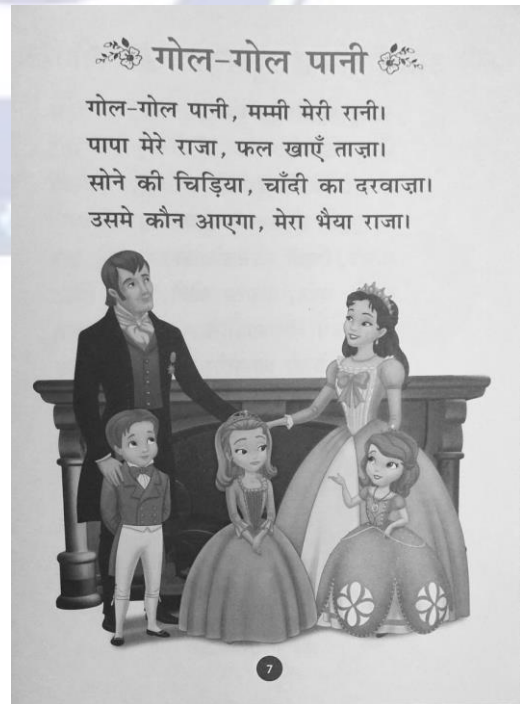 गोल-गोल पानी
गोल-गोल पानी, मम्मी मेरी रानी।
पापा मेरे राजा, फल खाएँ ताज़ा।
सोने की चिड़िया, चाँदी का दरवाज़ा।
उसमे कौन आएगा, मेरा भैया राजा।
7